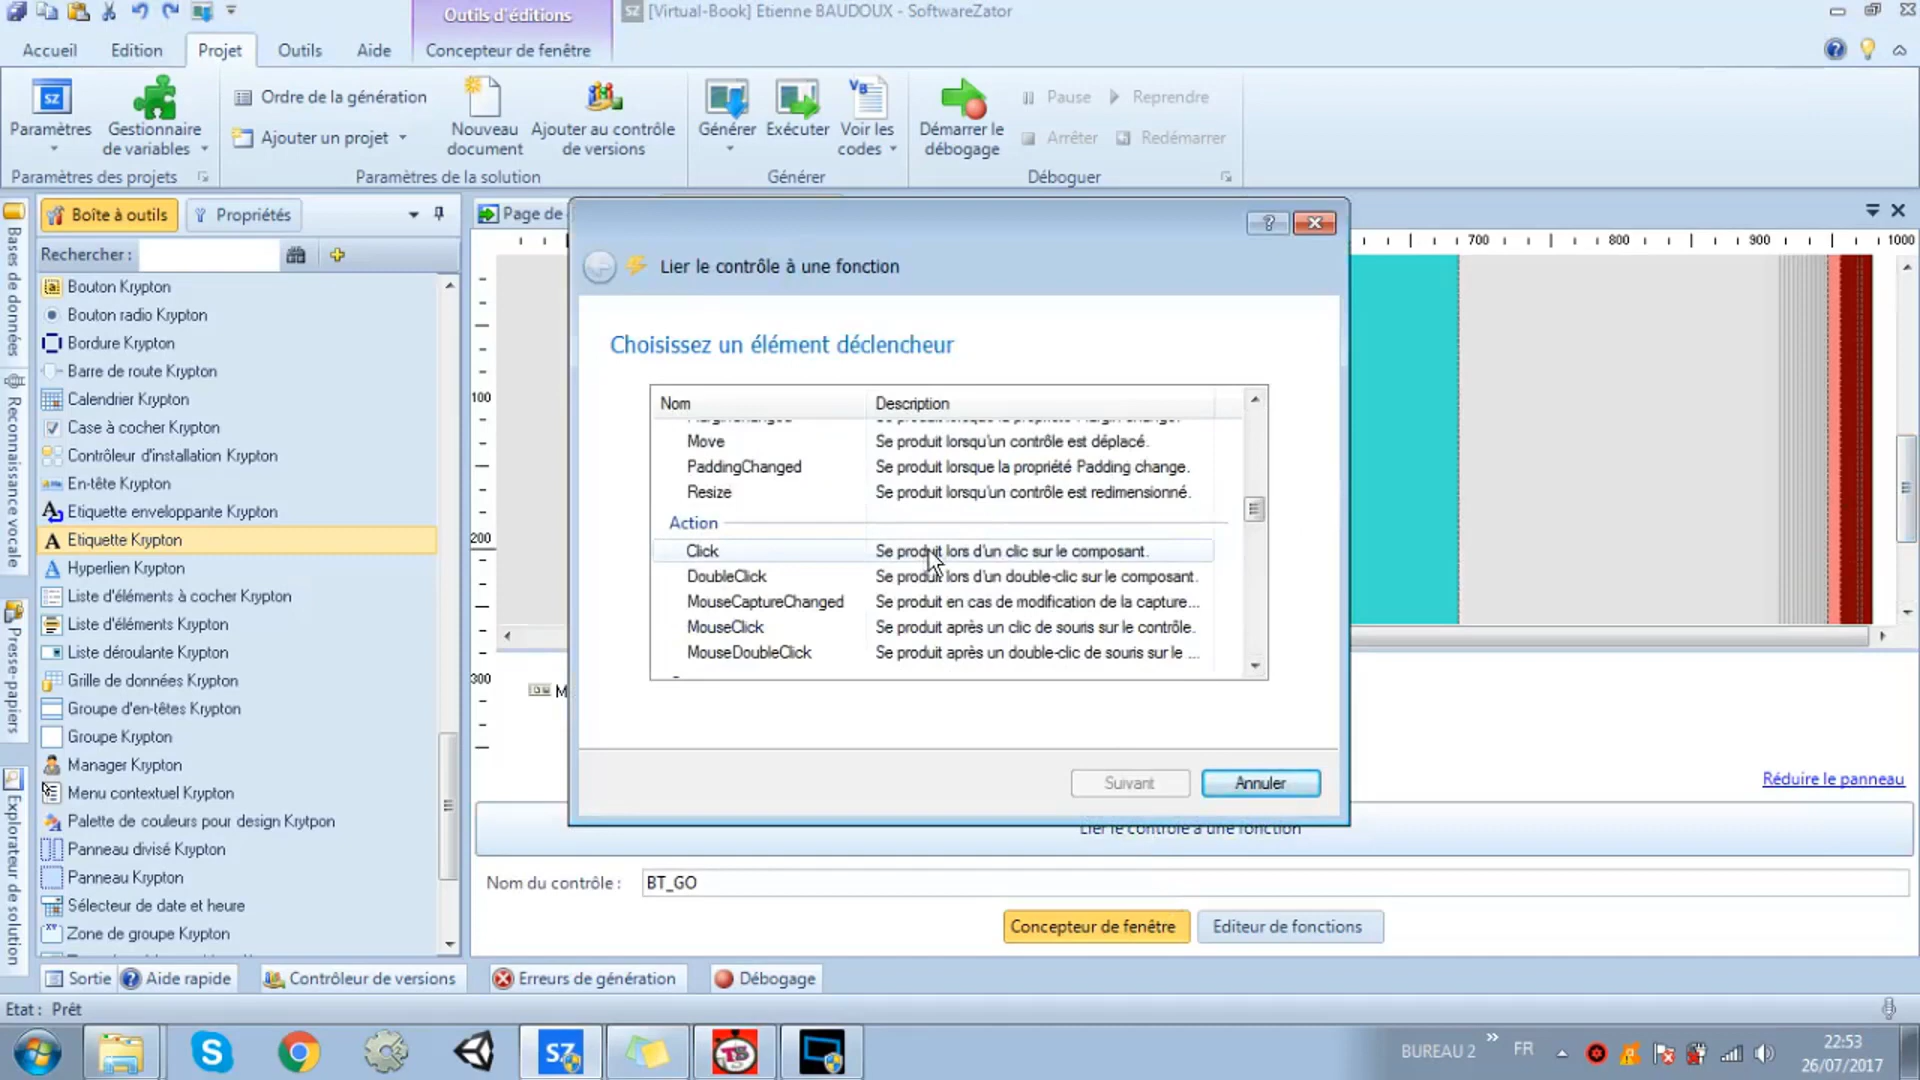 Outils d'éditions
[Virtual-Book] Etienne BAUDOUX - SoftwareZator
Accueil
Edition
Projet
Outils
Aide
Concepteur de fenêtre
Paramètres
Gestionnaire de variables
Ordre de la génération
Ajouter un projet
Nouveau document
Ajouter au contrôle de versions
Générer
Exécuter
Voir les codes
Démarrer le débogage
Pause
Reprendre
Arrêter
Redémarrer
Paramètres des projets
Paramètres de la solution
Générer
Déboguer
Boîte à outils
Propriétés
Rechercher :
Bases de données
Reconnaissance vocale
Presse-papiers
Explorateur de solution
Bouton Krypton
Bouton radio Krypton
Bordure Krypton
Barre de route Krypton
Calendrier Krypton
Case à cocher Krypton
Contrôleur d'installation Krypton
En-tête Krypton
Etiquette enveloppante Krypton
Etiquette Krypton
Hyperlien Krypton
Liste d'éléments à cocher Krypton
Liste d'éléments Krypton
Liste déroulante Krypton
Grille de données Krypton
Groupe d'en-têtes Krypton
Groupe Krypton
Manager Krypton
Menu contextuel Krypton
Palette de couleurs pour design Krytpon
Panneau divisé Krypton
Panneau Krypton
Sélecteur de date et heure
Zone de groupe Krypton
Page de
700
800
900
1000
100
200
300
M
Lier le contrôle à une fonction
Choisissez un élément déclencheur
Nom
Description
Move
Se produit lorsqu'un contrôle est déplacé.
PaddingChanged
Se produit lorsque la propriété Padding change.
Resize
Se produit lorsqu'un contrôle est redimensionné.
Action
Click
Se produit lors d'un clic sur le composant.
DoubleClick
Se produit lors d'un double-clic sur le composant.
MouseCaptureChanged
Se produit en cas de modification de la capture...
MouseClick
Se produit après un clic de souris sur le contrôle.
MouseDoubleClick
Se produit après un double-clic de souris sur le ...
Suivant
Annuler
Réduire le panneau
Lier le contrôle à une fonction
Nom du contrôle :
BT_GO
Concepteur de fenêtre
Editeur de fonctions
Sortie
Aide rapide
Contrôleur de versions
Erreurs de génération
Débogage
Etat : Prêt
BUREAU 2
FR
22:53
26/07/2017